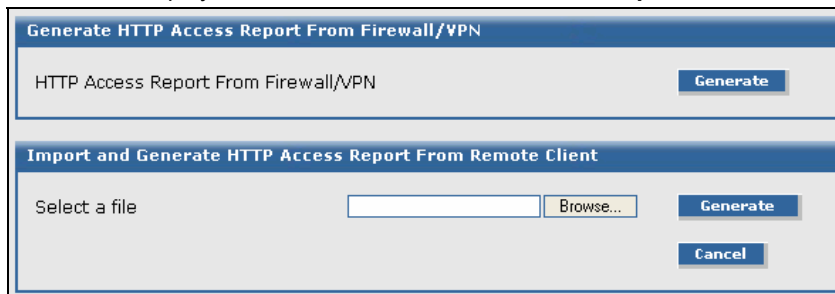 Generate HTTP Access Report From Firewall/VPN
HTTP Access Report From Firewall/VPN Generate
Import and Generate HTTP Access Report From Remote Client
Select a file Browse... Generate
Cancel